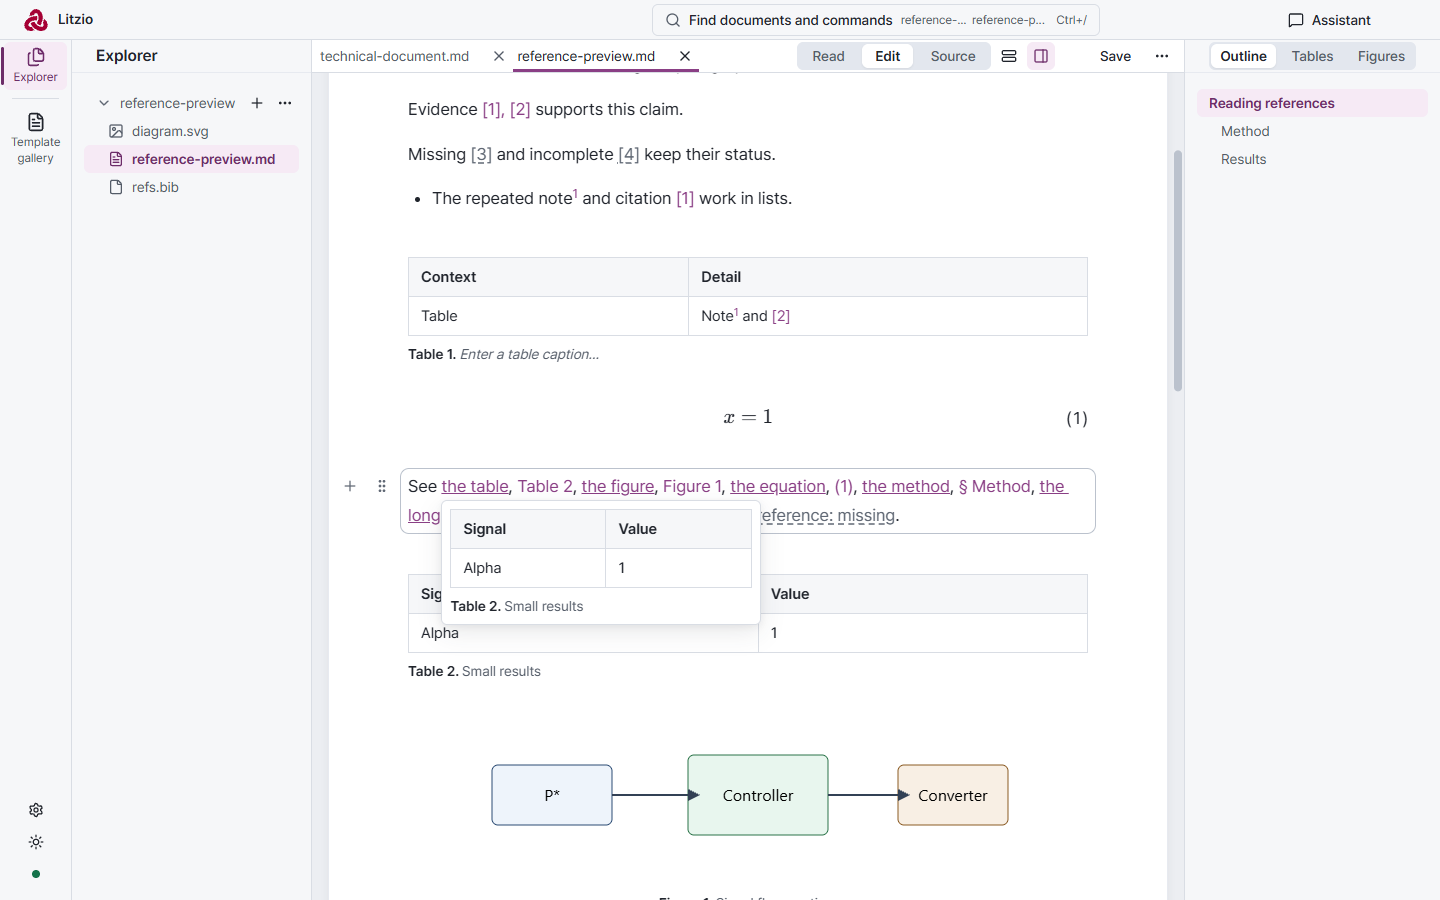 Litzio
Find documents and commands reference-... reference-p... Ctrl+/
Assistant
Explorer
Template gallery
Explorer
reference-preview
diagram.svg
reference-preview.md
refs.bib
technical-document.md
reference-preview.md
Read Edit Source
Save
Evidence [1], [2] supports this claim.
Missing [3] and incomplete [4] keep their status.
• The repeated note1 and citation [1] work in lists.
Context Detail
Table Note1 and [2]
Table 1. Enter a table caption...
x = 1 (1)
See the table, Table 2, the figure, Figure 1, the equation, (1), the method, § Method, the
long eference: missing.
Signal Value
Alpha 1
Table 2. Small results
Sig Value
Alpha 1
Table 2. Small results
P* Controller Converter
Outline Tables Figures
Reading references
Method
Results